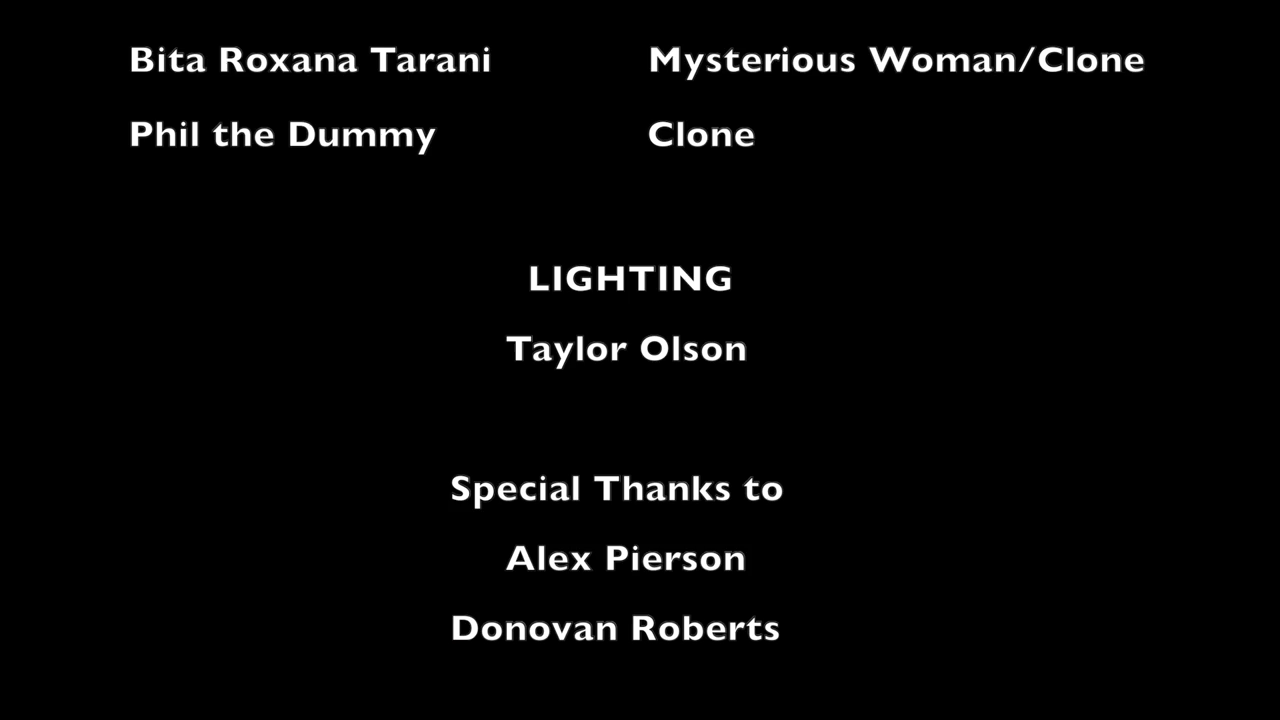 Bita Roxana Tarani Mysterious Woman/Clone
Phil the Dummy Clone
LIGHTING
Taylor Olson
Special Thanks to
Alex Pierson
Donovan Roberts